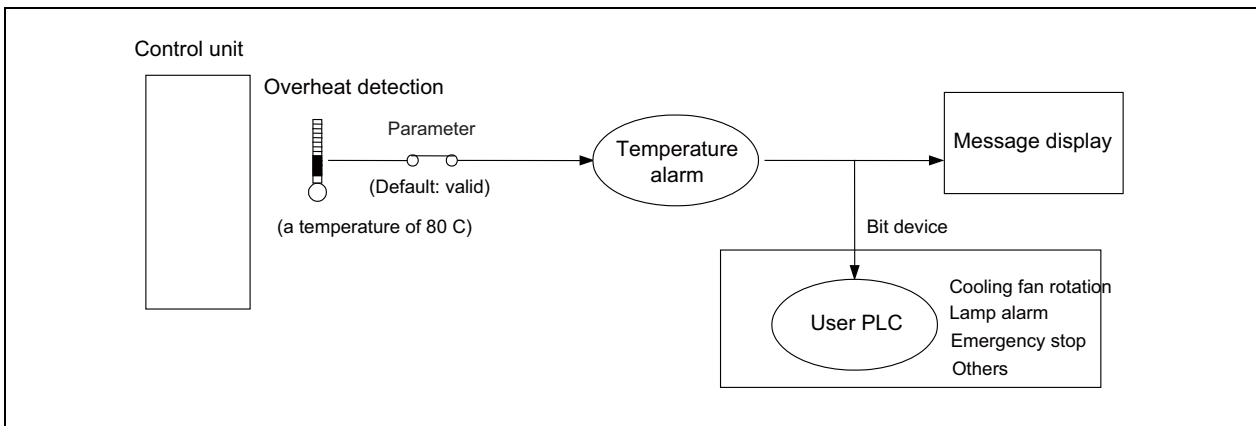 Control unit
Overheat detection
Parameter
(Default: valid)
(a temperature of 80 C)
Temperature
alarm
Message display
Bit device
User PLC
Cooling fan rotation
Lamp alarm
Emergency stop
Others